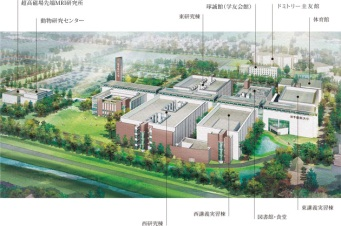 超高磁場先端MRI研究所
動物研究センター
東研究棟
球誠館(学友会館)
ドミトリー圭友館
体育館
西研究棟
西講義実習棟
図書館・食堂
東講義実習棟